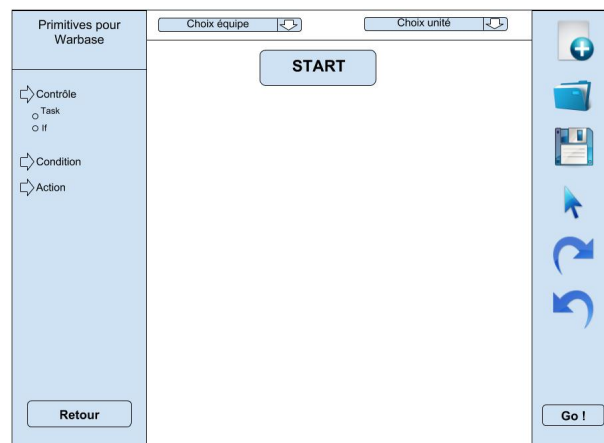 Primitives pour
Warbase
Choix équipe
Choix unité
START
Contrôle
Task
If
Condition
Action
Retour
Go !